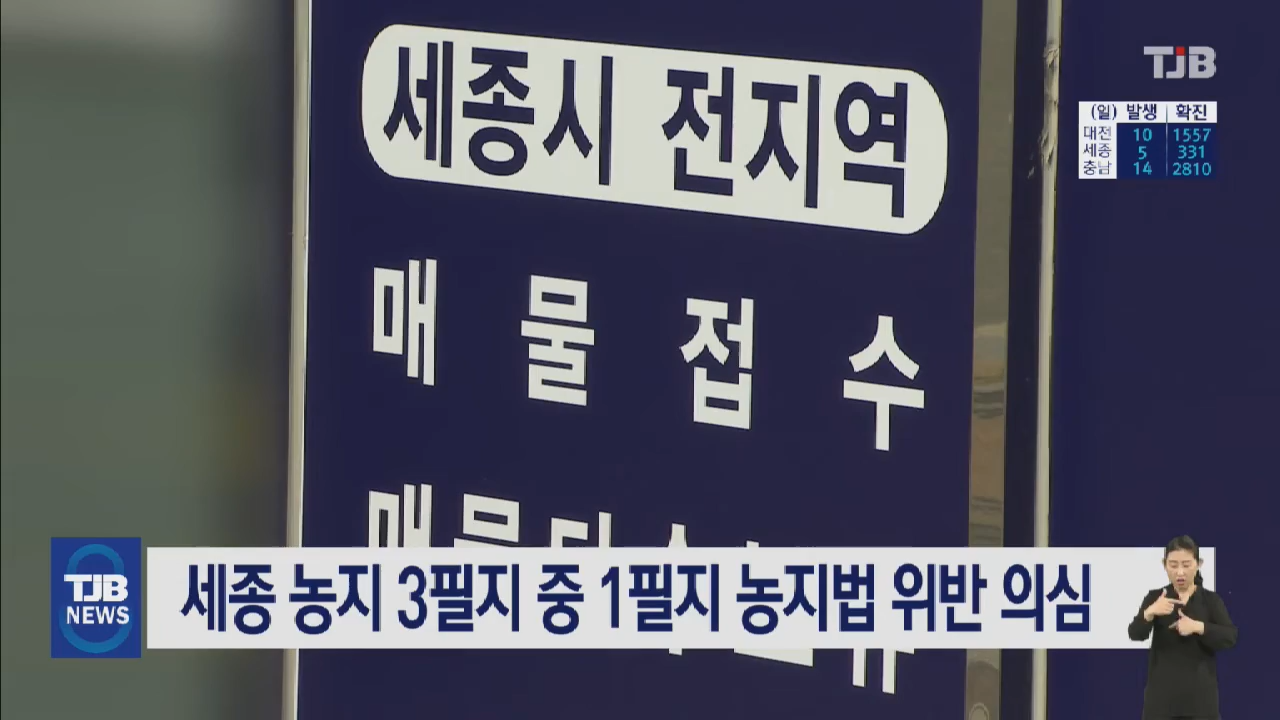 세종시 전지역
매물접수
TJB
(일) 발생 확진
대전 10 1557
세종 5 331
충남 14 2810
TJB
NEWS
세종 농지 3필지 중 1필지 농지법 위반 의심